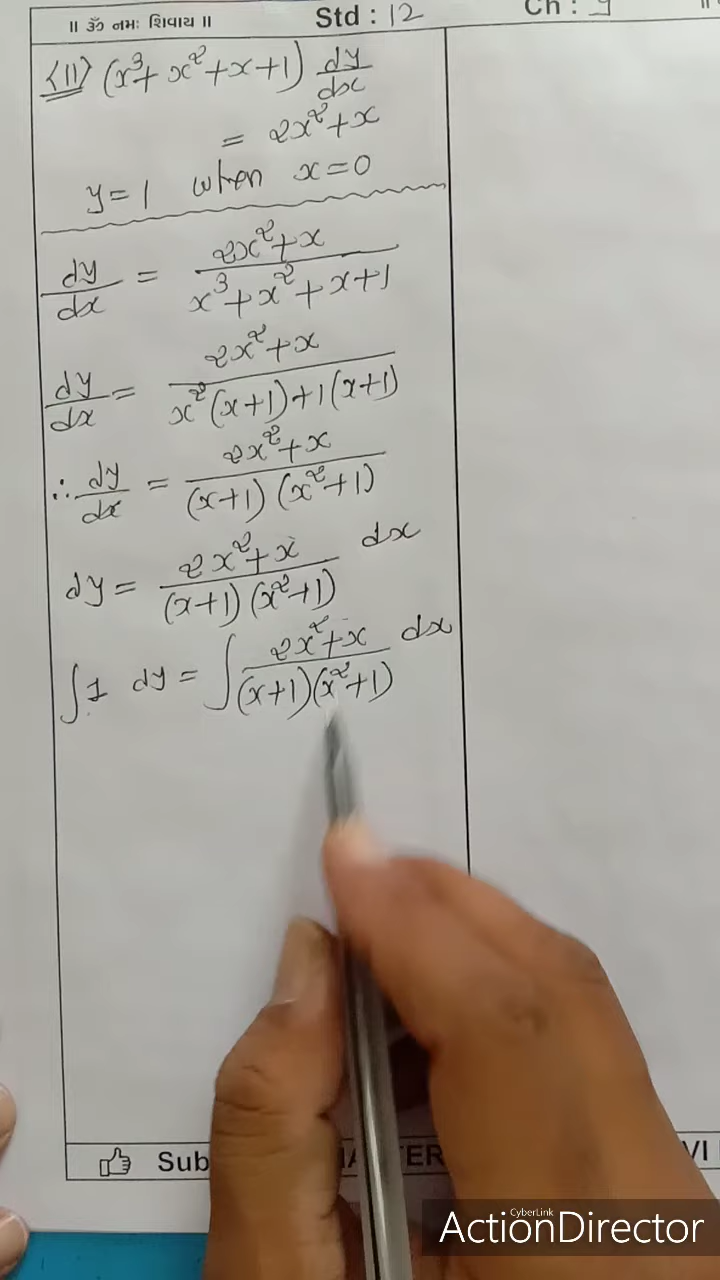 ॥ ॐ नमः शिवाय ॥ Std : 12 Ch : 9
<11> (x³+x²+x+1) dy/dx
= 2x²+x
y=1 when x=0
dy/dx = 2x²+x / x³+x²+x+1
dy/dx = 2x²+x / x²(x+1)+1(x+1)
∴ dy/dx = 2x²+x / (x+1)(x²+1)
dy = 2x²+x / (x+1)(x²+1) dx
∫1 dy = ∫ 2x²+x / (x+1)(x²+1) dx
Sub
CyberLink
ActionDirector